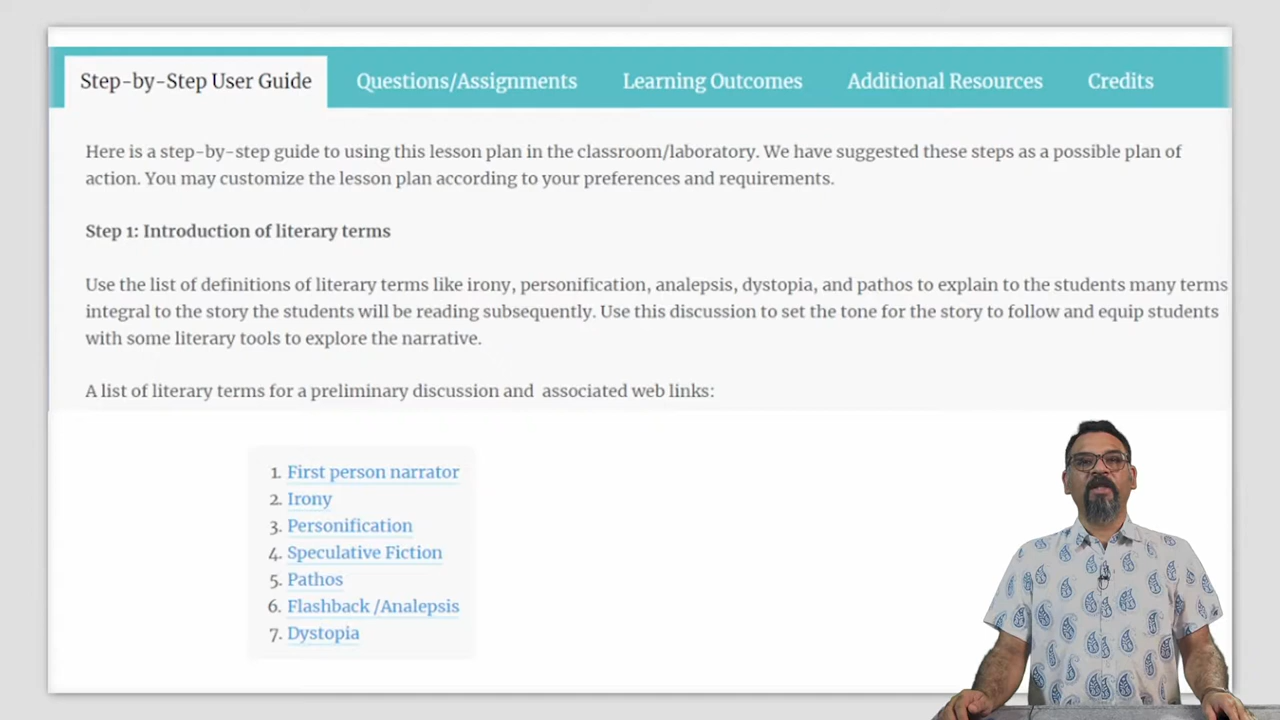 Step-by-Step User Guide
Questions/Assignments
Learning Outcomes
Additional Resources
Credits
Here is a step-by-step guide to using this lesson plan in the classroom/laboratory. We have suggested these steps as a possible plan of
action. You may customize the lesson plan according to your preferences and requirements.
Step 1: Introduction of literary terms
Use the list of definitions of literary terms like irony, personification, analepsis, dystopia, and pathos to explain to the students many terms
integral to the story the students will be reading subsequently. Use this discussion to set the tone for the story to follow and equip students
with some literary tools to explore the narrative.
A list of literary terms for a preliminary discussion and associated web links:
1. First person narrator
2. Irony
3. Personification
4. Speculative Fiction
5. Pathos
6. Flashback /Analepsis
7. Dystopia